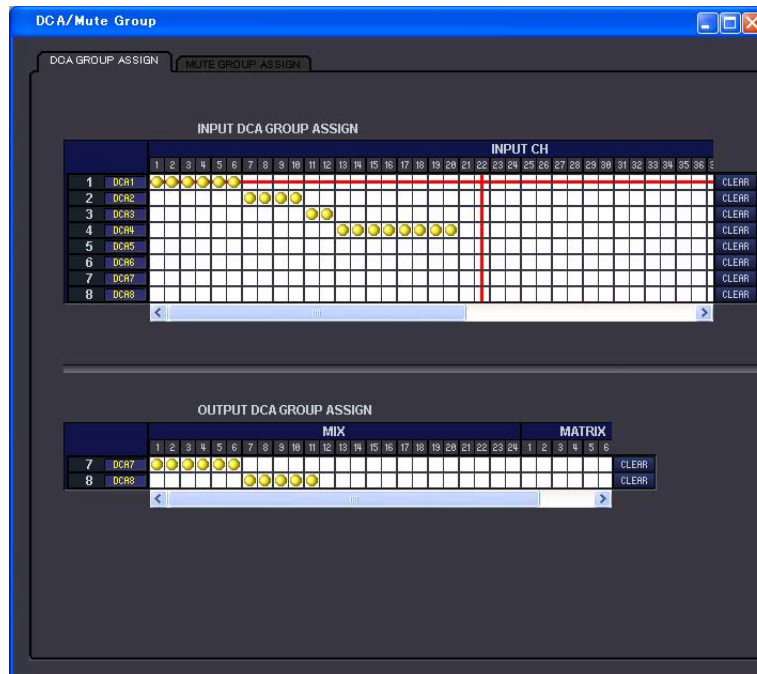 DCA/Mute Group
DCA GROUP ASSIGN MUTE GROUP ASSIGN
INPUT DCA GROUP ASSIGN
INPUT CH
1 2 3 4 5 6 7 8 9 10 11 12 13 14 15 16 17 18 19 20 21 22 23 24 25 26 27 28 29 30 31 32 33 34 35 36
1 DCA1 CLEAR
2 DCA2 CLEAR
3 DCA3 CLEAR
4 DCA4 CLEAR
5 DCA5 CLEAR
6 DCA6 CLEAR
7 DCA7 CLEAR
8 DCA8 CLEAR
OUTPUT DCA GROUP ASSIGN
MIX MATRIX
1 2 3 4 5 6 7 8 9 10 11 12 13 14 15 16 17 18 19 20 21 22 23 24 1 2 3 4 5 6
7 DCA7 CLEAR
8 DCA8 CLEAR